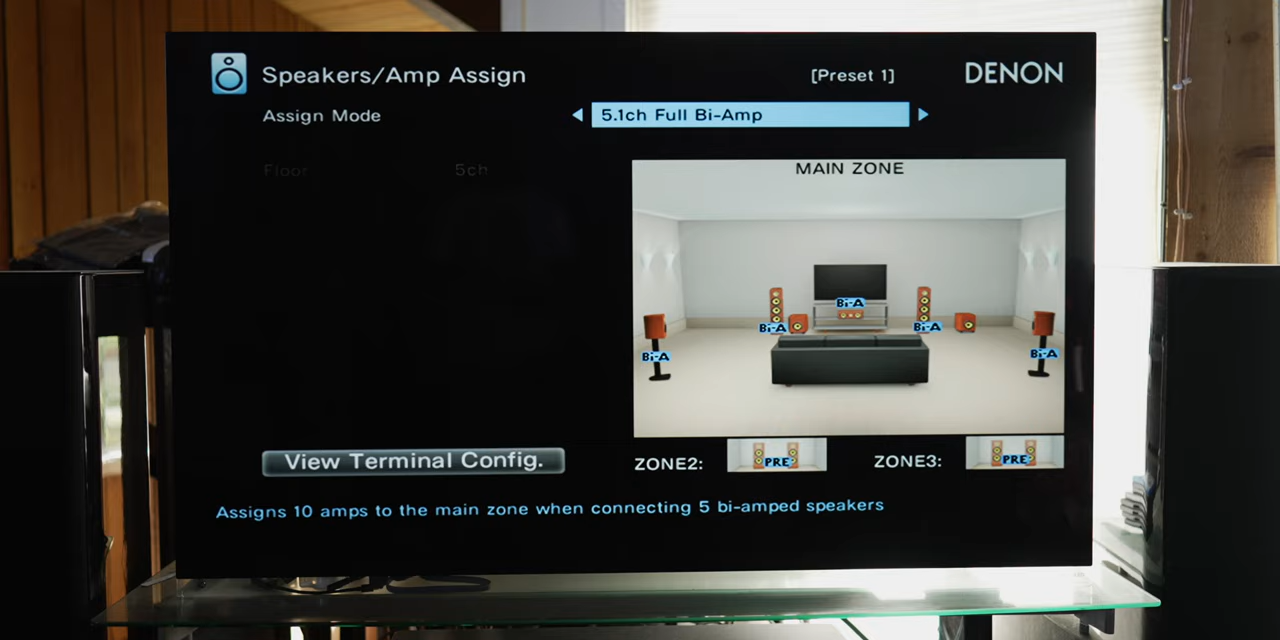 Speakers/Amp Assign
[Preset 1]
DENON
Assign Mode
5.1ch Full Bi-Amp
Floor
5ch
MAIN ZONE
Bi-A
Bi-A
Bi-A
Bi-A
Bi-A
View Terminal Config.
ZONE2:
PRE
ZONE3:
PRE
Assigns 10 amps to the main zone when connecting 5 bi-amped speakers